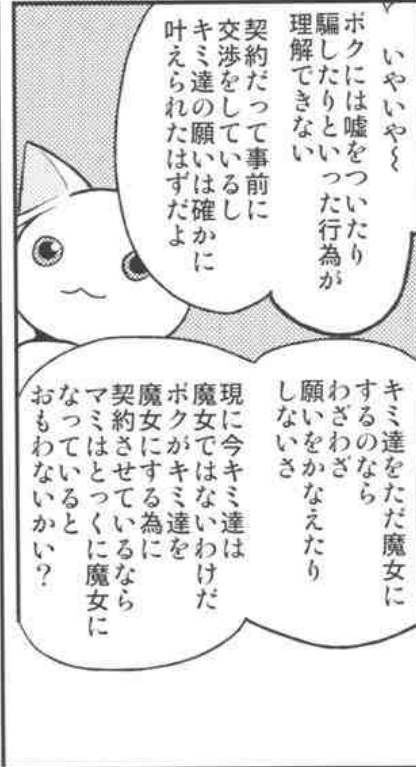 いやいや~
ボクには嘘をついたり
騙したりといった行為が
理解できない
契約だって事前に
交渉をしているし
キミ達の願いは確かに
叶えられたはずだよ
キミ達をただ魔女に
するのなら
わざわざ
願いをかなえたり
しないさ
現に今キミ達は
魔女ではないわけだ
ボクがキミ達を
魔女にする為に
契約させているなら
マミはとっくに魔女に
なっていると
おもわないかい?